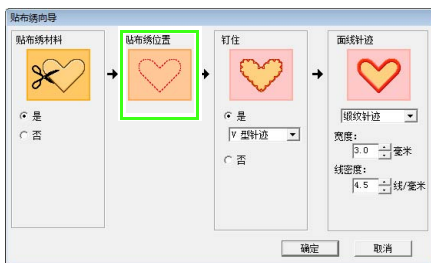 贴布绣向导
贴布绣材料
是
否
贴布绣位置
钉住
是
V 型针迹
否
面线针迹
缎纹针迹
宽度：
3.0 毫米
线密度：
4.5 线/毫米
确定
取消